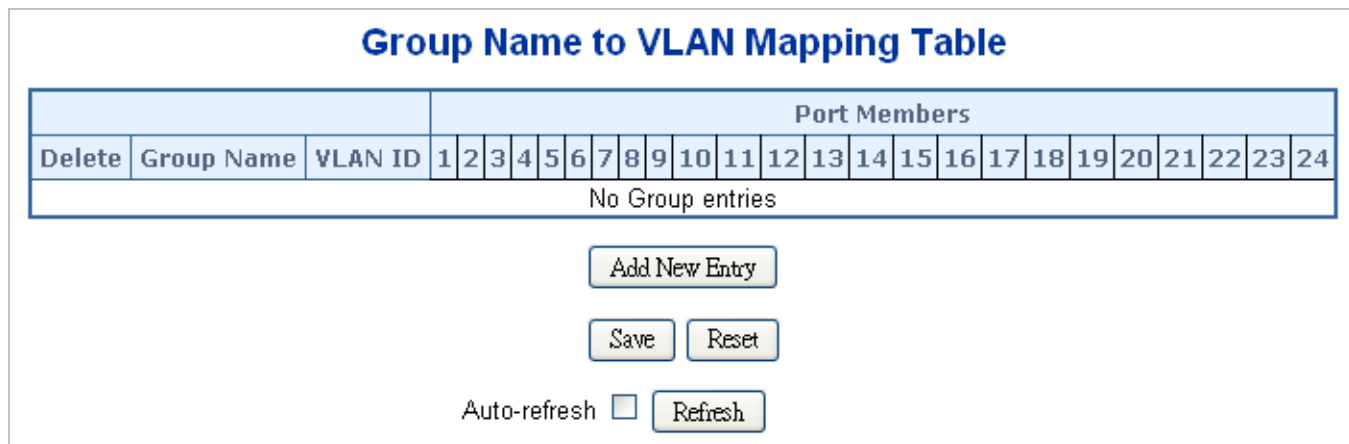 Group Name to VLAN Mapping Table
Port Members
Delete Group Name VLAN ID 1 2 3 4 5 6 7 8 9 10 11 12 13 14 15 16 17 18 19 20 21 22 23 24
No Group entries
Add New Entry
Save Reset
Auto-refresh Refresh